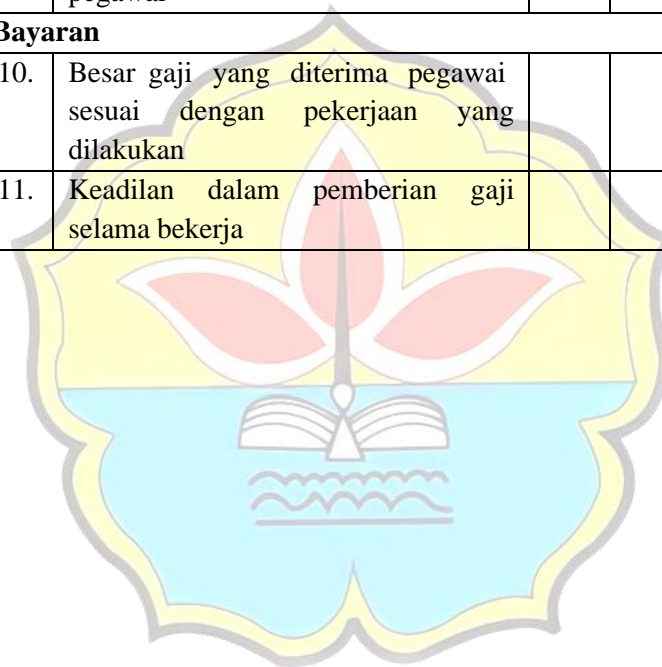 pegawai
Bayaran
10. Besar gaji yang diterima pegawai
sesuai dengan pekerjaan yang
dilakukan
11. Keadilan dalam pemberian gaji
selama bekerja